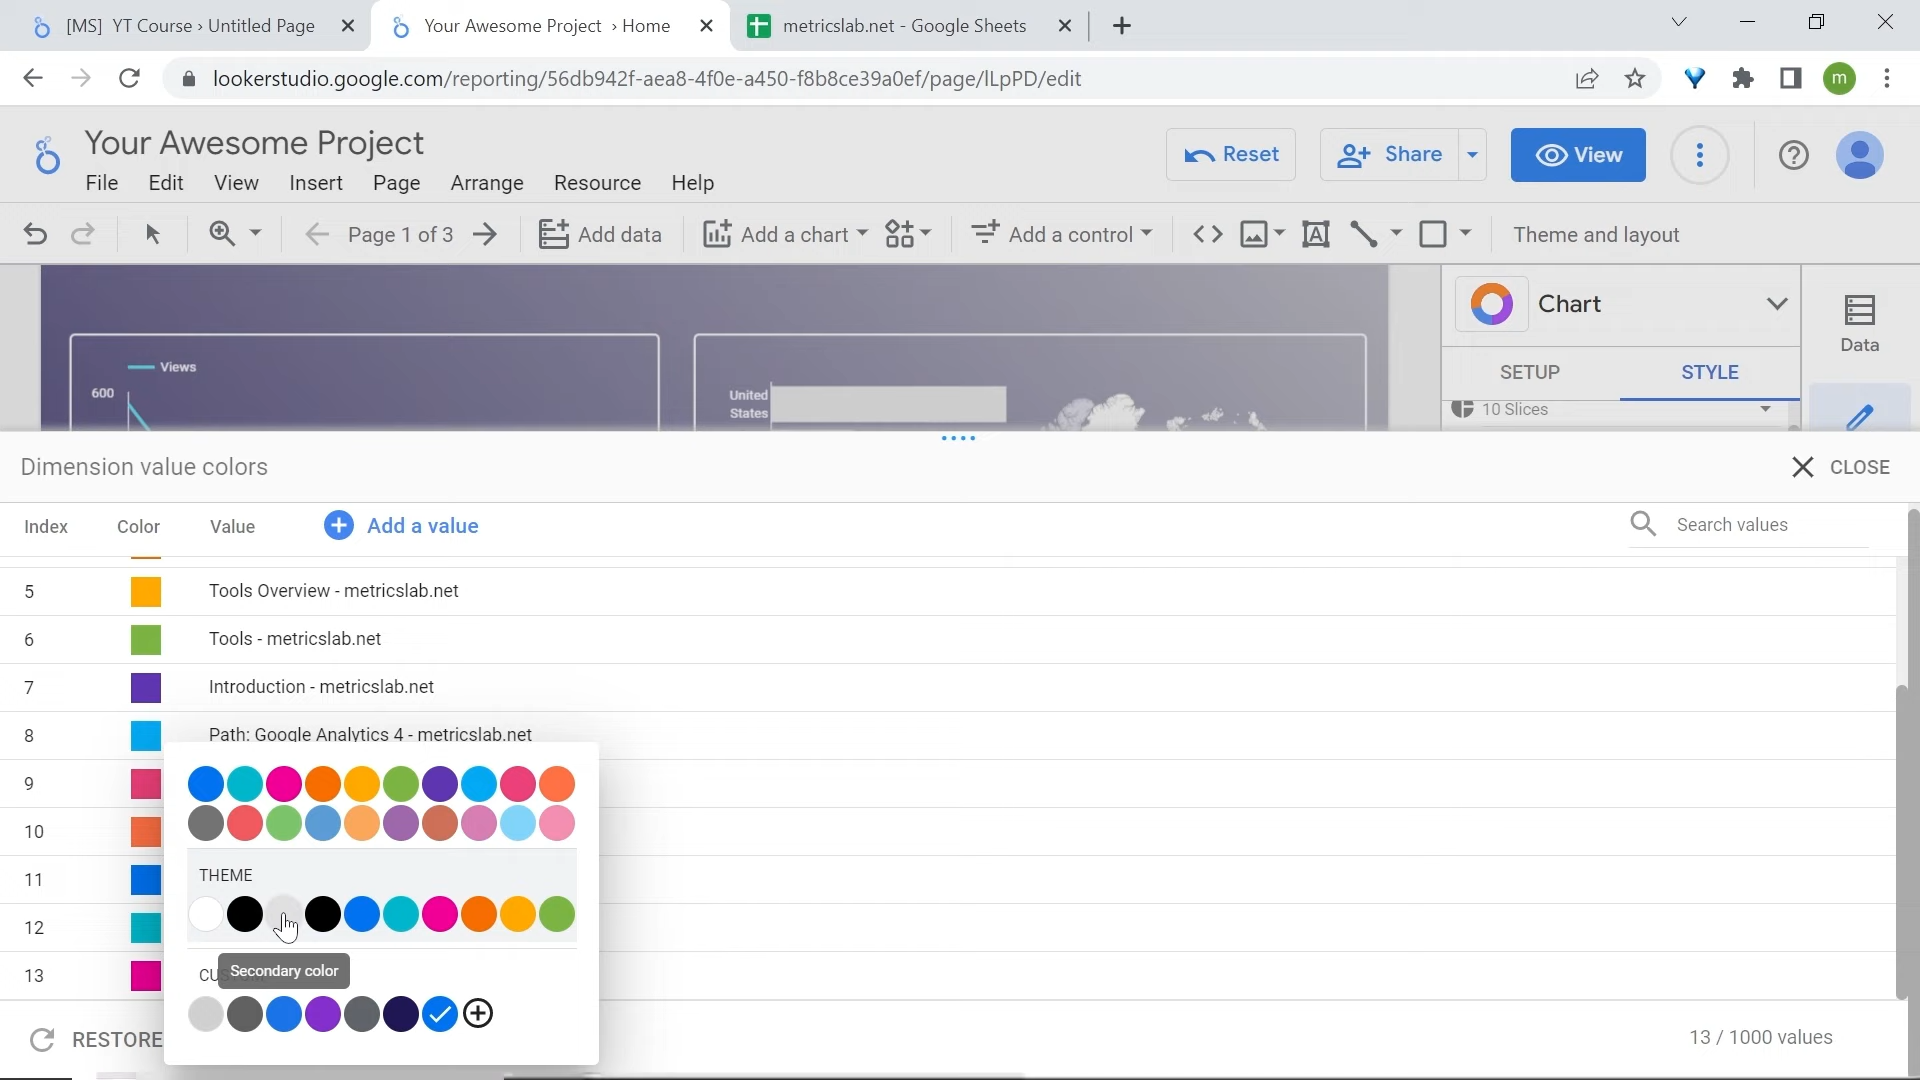 [MS] YT Course › Untitled Page
Your Awesome Project › Home
metricslab.net - Google Sheets
lookerstudio.google.com/reporting/56db942f-aea8-4f0e-a450-f8b8ce39a0ef/page/lLpPD/edit
m
Your Awesome Project
File Edit View Insert Page Arrange Resource Help
Reset
Share
View
Page 1 of 3
Add data
Add a chart
Add a control
Theme and layout
Views
600
United
States
Chart
SETUP
STYLE
10 Slices
Data
Dimension value colors
CLOSE
Index Color Value Add a value
Search values
5 Tools Overview - metricslab.net
6 Tools - metricslab.net
7 Introduction - metricslab.net
8 Path: Google Analytics 4 - metricslab.net
9
10
11
12
13
THEME
Secondary color
RESTORE
13 / 1000 values